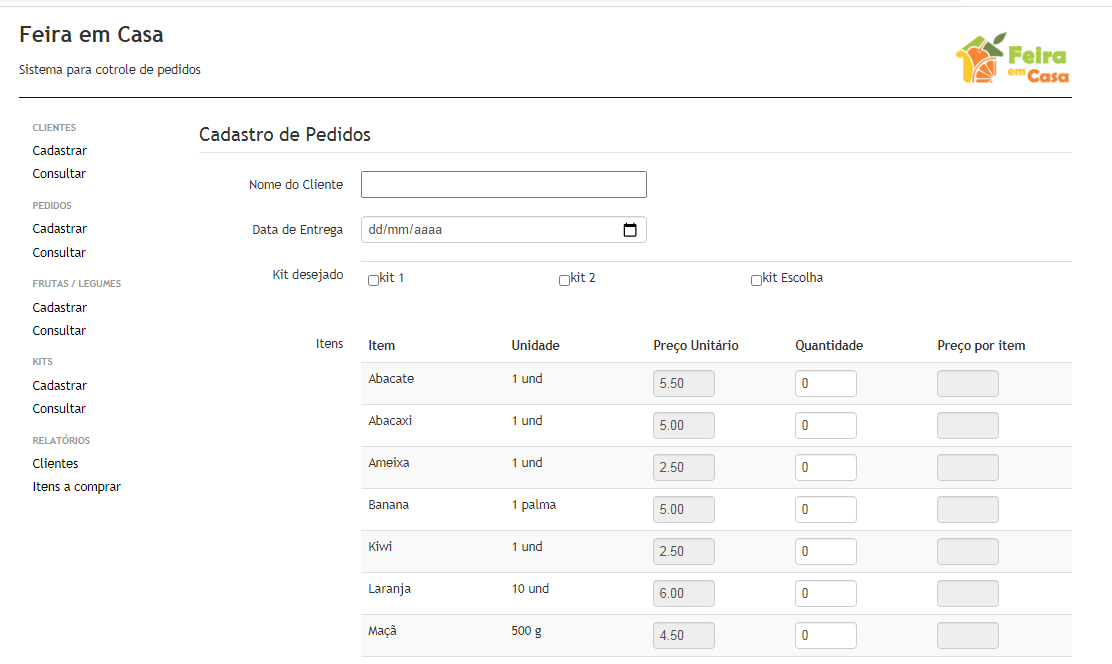 Feira em Casa
Sistema para cotrole de pedidos
Feira
em Casa
CLIENTES
Cadastrar
Consultar
PEDIDOS
Cadastrar
Consultar
FRUTAS / LEGUMES
Cadastrar
Consultar
KITS
Cadastrar
Consultar
RELATÓRIOS
Clientes
Itens a comprar
Cadastro de Pedidos
Nome do Cliente
Data de Entrega dd/mm/aaaa
Kit desejado kit 1 kit 2 kit Escolha
Itens Item Unidade Preço Unitário Quantidade Preço por item
Abacate 1 und 5.50 0
Abacaxi 1 und 5.00 0
Ameixa 1 und 2.50 0
Banana 1 palma 5.00 0
Kiwi 1 und 2.50 0
Laranja 10 und 6.00 0
Maçã 500 g 4.50 0